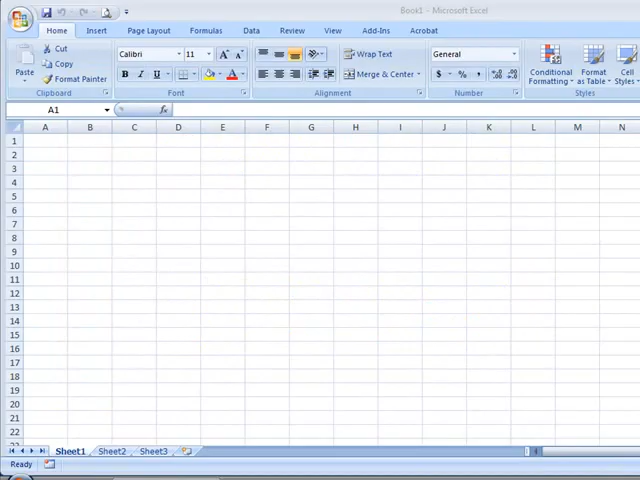 Book1 - Microsoft Excel
Home Insert Page Layout Formulas Data Review View Add-Ins Acrobat
Paste
Cut
Copy
Format Painter
Clipboard
Calibri 11
B I U
A A
Font
Wrap Text
Merge & Center
Alignment
General
$ % ,
Number
Conditional Formatting
Format as Table
Cell Styles
Styles
A1 fx
A B C D E F G H I J K L M N
1
2
3
4
5
6
7
8
9
10
11
12
13
14
15
16
17
18
19
20
21
22
Sheet1 Sheet2 Sheet3
Ready